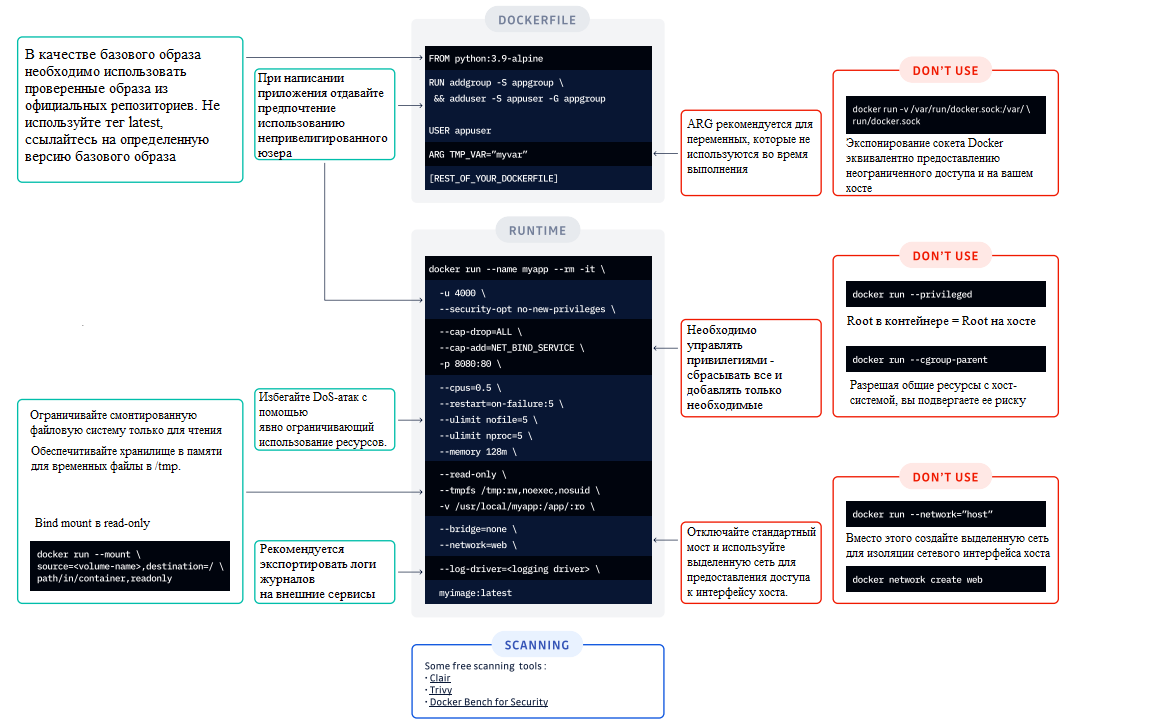 DOCKERFILE
В качестве базового образа
необходимо использовать
проверенные образа из
официальных репозиториев. Не
используйте тег latest,
ссылайтесь на определенную
версию базового образа
При написании
приложения отдавайте
предпочтение
использованию
непривелигированного
юзера
FROM python:3.9-alpine
RUN addgroup -S appgroup \
&& adduser -S appuser -G appgroup
USER appuser
ARG TMP_VAR="myvar"
[REST_OF_YOUR_DOCKERFILE]
ARG рекомендуется для
переменных, которые не
используются во время
выполнения
DON'T USE
docker run -v /var/run/docker.sock:/var/ \
run/docker.sock
Экспонирование сокета Docker
эквивалентно предоставлению
неограниченного доступа и на вашем
хосте
RUNTIME
docker run --name myapp --rm -it \
-u 4000 \
--security-opt no-new-privileges \
--cap-drop=ALL \
--cap-add=NET_BIND_SERVICE \
-p 8080:80 \
--cpus=0.5 \
--restart=on-failure:5 \
--ulimit nofile=5 \
--ulimit nproc=5 \
--memory 128m \
--read-only \
--tmpfs /tmp:rw,noexec,nosuid \
-v /usr/local/myapp:/app/:ro \
--bridge=none \
--network=web \
--log-driver=<logging driver> \
myimage:latest
Необходимо
управлять
привилегиями -
сбрасывать все и
добавлять только
необходимые
DON'T USE
docker run --privileged
Root в контейнере = Root на хосте
docker run --cgroup-parent
Разрешая общие ресурсы с хост-
системой, вы подвергаете ее риску
Избегайте DoS-атак с
помощью
явно ограничивающий
использование ресурсов.
Ограничивайте смонтированную
файловую систему только для чтения
Обеспечитивайте хранилище в памяти
для временных файлы в /tmp.
Bind mount в read-only
docker run --mount \
source=<volume-name>,destination=/ \
path/in/container,readonly
Рекомендуется
экспортировать логи
журналов
на внешние сервисы
Отключайте стандартный
мост и используйте
выделенную сеть для
предоставления доступа
к интерфейсу хоста.
DON'T USE
docker run --network="host"
Вместо этого создайте выделенную сеть
для изоляции сетевого интерфейса хоста
docker network create web
SCANNING
Some free scanning tools :
· Clair
· Trivy
· Docker Bench for Security